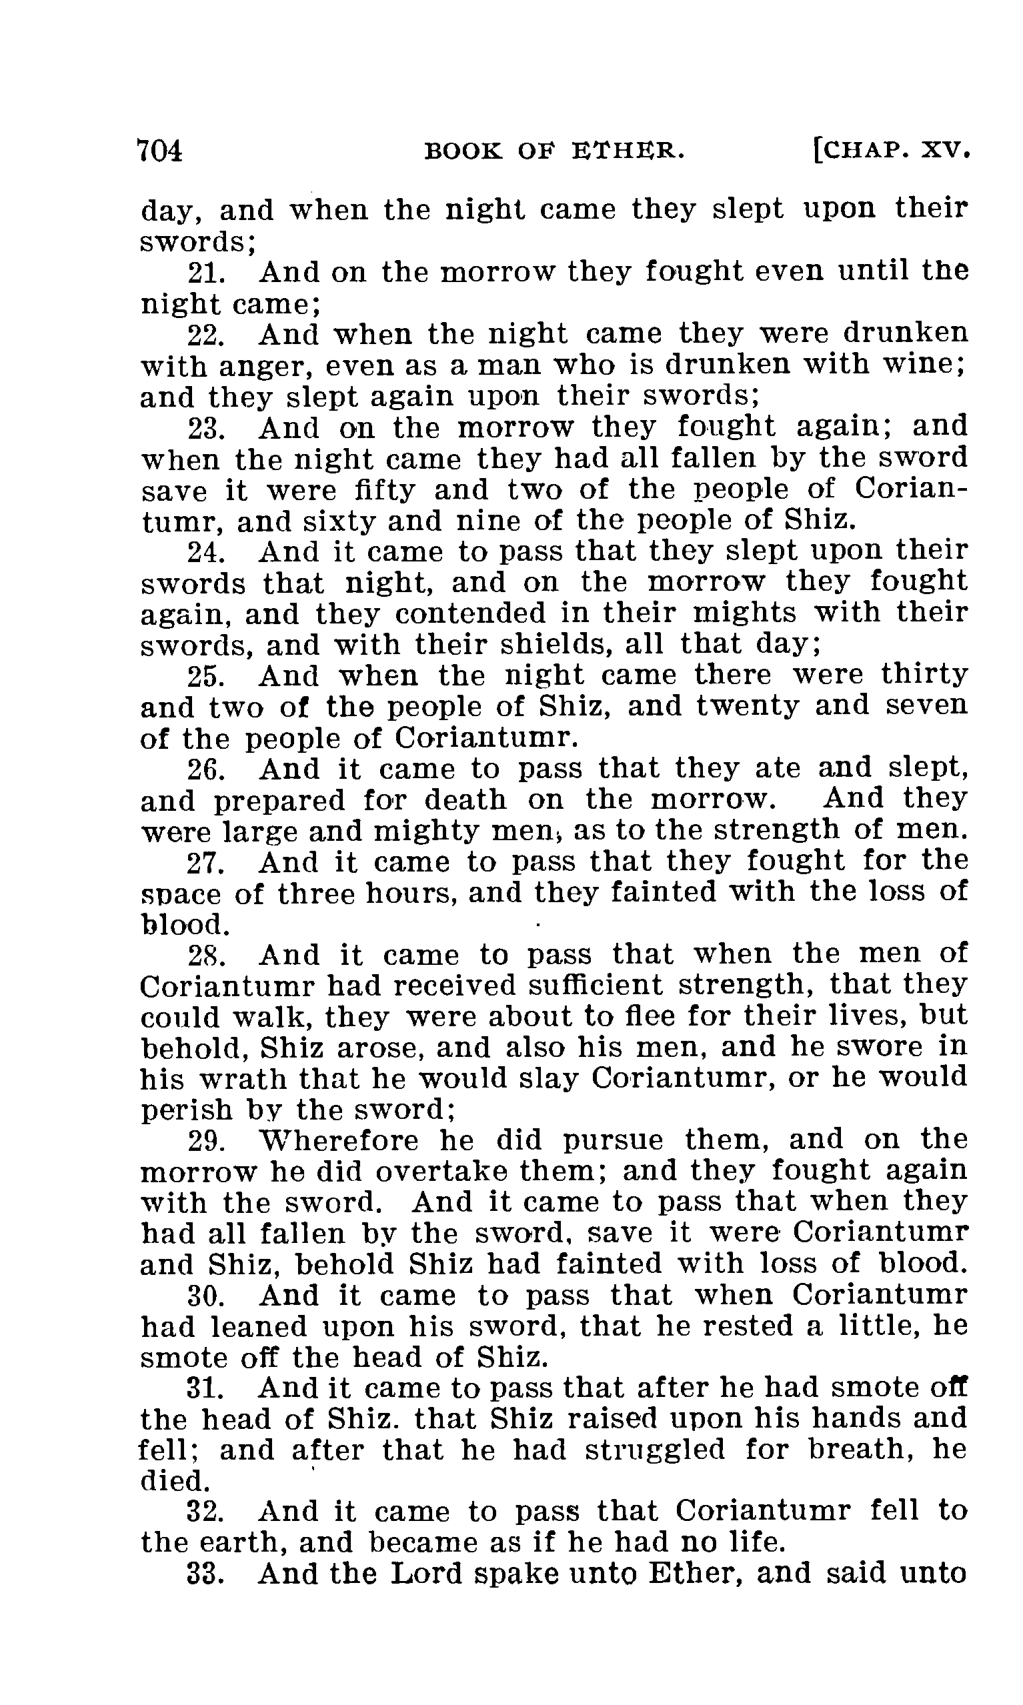 704 BOOK OF ETHER. [CHAP. XV.
day, and when the night came they slept upon their
swords;
21. And on the morrow they fought even until the
night came;
22. And when the night came they were drunken
with anger, even as a man who is drunken with wine;
and they slept again upon their swords;
23. And on the morrow they fought again; and
when the night came they had all fallen by the sword
save it were fifty and two of the people of Corian-
tumr, and sixty and nine of the people of Shiz.
24. And it came to pass that they slept upon their
swords that night, and on the morrow they fought
again, and they contended in their mights with their
swords, and with their shields, all that day;
25. And when the night came there were thirty
and two of the people of Shiz, and twenty and seven
of the people of Coriantumr.
26. And it came to pass that they ate and slept,
and prepared for death on the morrow. And they
were large and mighty men, as to the strength of men.
27. And it came to pass that they fought for the
space of three hours, and they fainted with the loss of
blood.
28. And it came to pass that when the men of
Coriantumr had received sufficient strength, that they
could walk, they were about to flee for their lives, but
behold, Shiz arose, and also his men, and he swore in
his wrath that he would slay Coriantumr, or he would
perish by the sword;
29. Wherefore he did pursue them, and on the
morrow he did overtake them; and they fought again
with the sword. And it came to pass that when they
had all fallen by the sword, save it were Coriantumr
and Shiz, behold Shiz had fainted with loss of blood.
30. And it came to pass that when Coriantumr
had leaned upon his sword, that he rested a little, he
smote off the head of Shiz.
31. And it came to pass that after he had smote off
the head of Shiz. that Shiz raised upon his hands and
fell; and after that he had struggled for breath, he
died.
32. And it came to pass that Coriantumr fell to
the earth, and became as if he had no life.
33. And the Lord spake unto Ether, and said unto